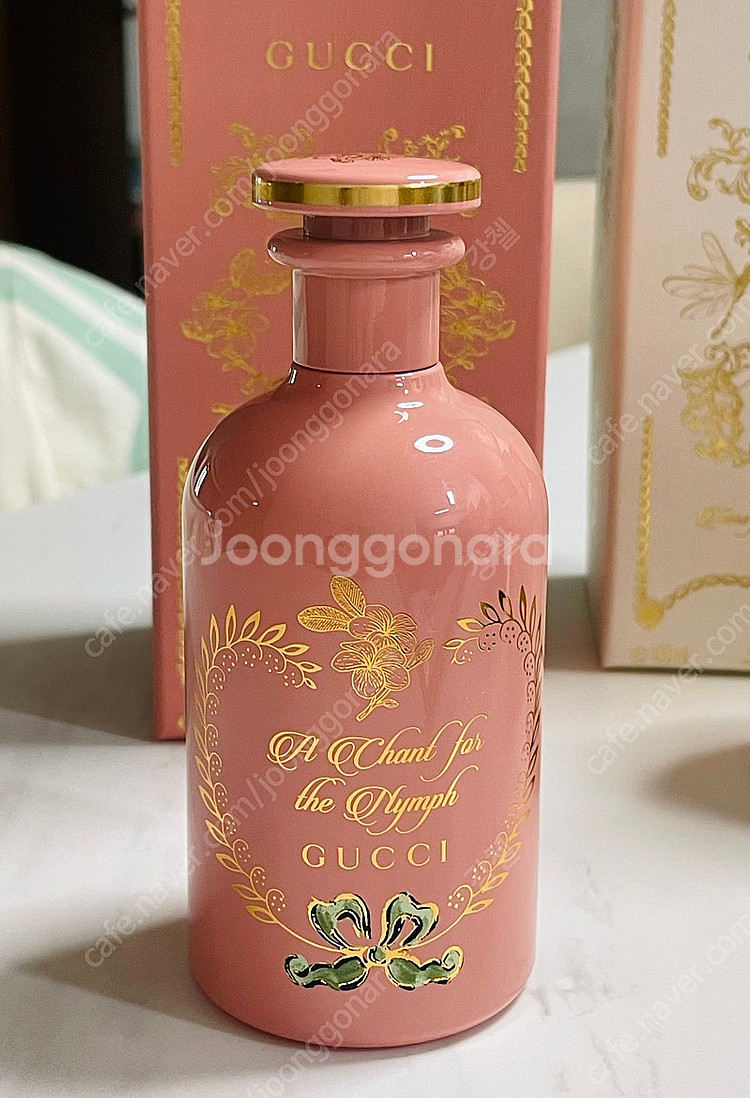 GUCCI
Joonggonara
A Chant for
the Nymph
GUCCI
cafe.naver.com/joonggonara